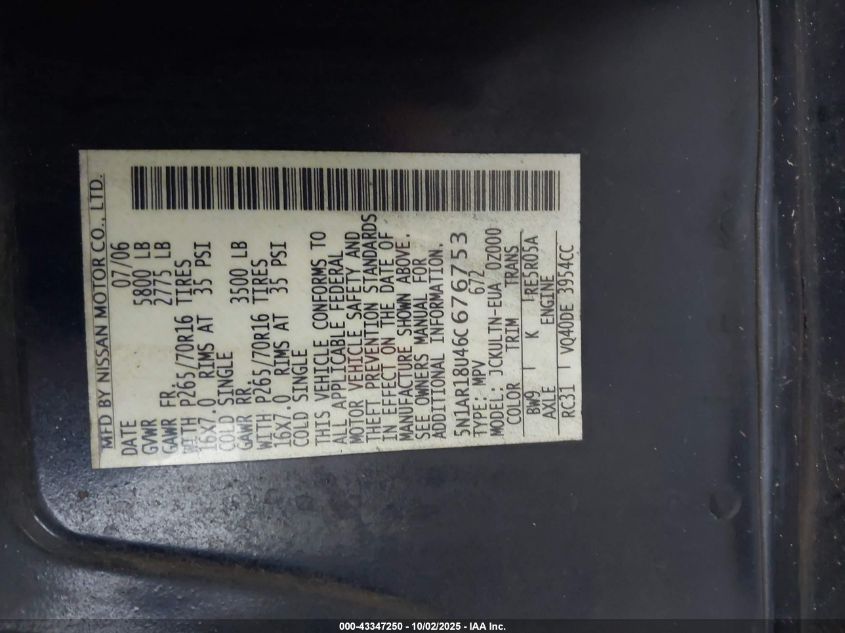 MFD BY NISSAN MOTOR CO., LTD.
DATE 07/06
GVWR 5800 LB
GAWR FR. 2775 LB
WITH P265/70R16 TIRES
16X7.0 RIMS AT 35 PSI
COLD SINGLE
GAWR RR. 3500 LB
WITH P265/70R16 TIRES
16X7.0 RIMS AT 35 PSI
COLD SINGLE
THIS VEHICLE CONFORMS TO
ALL APPLICABLE FEDERAL
MOTOR VEHICLE SAFETY AND
THEFT PREVENTION STANDARDS
IN EFFECT ON THE DATE OF
MANUFACTURE SHOWN ABOVE.
SEE OWNERS MANUAL FOR
ADDITIONAL INFORMATION.
5N1AR18U46C676753
TYPE: MPV 672
MODEL: JCKULTN-EUA DZ000
COLOR TRIM TRANS
BW9 K RE5R05A
AXLE ENGINE
RC31 VQ40DE 3954CC
000-43347250 - 10/02/2025 - IAA Inc.